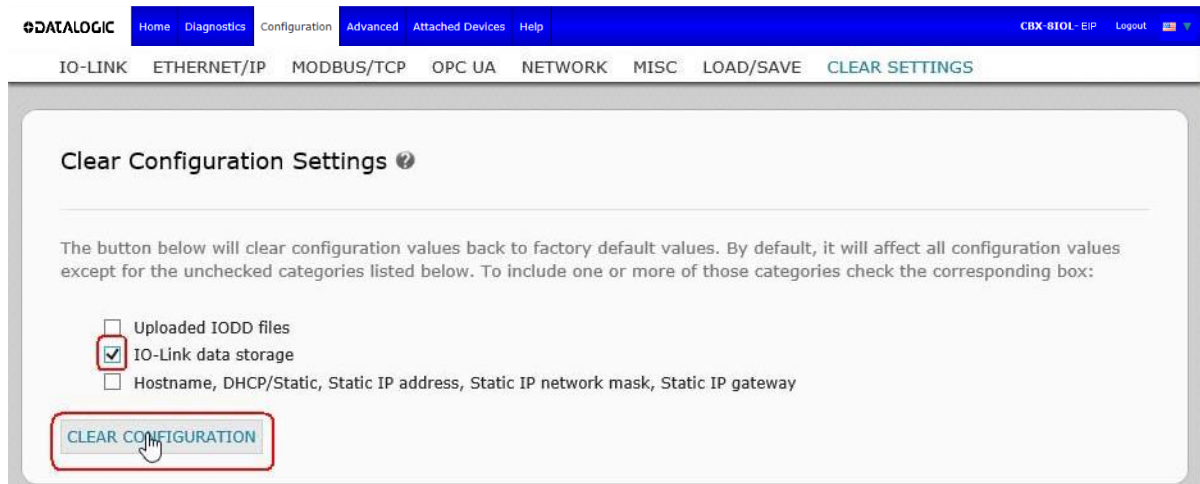 DATALOGIC Home Diagnostics Configuration Advanced Attached Devices Help CBX-8IOL- EIP Logout
IO-LINK ETHERNET/IP MODBUS/TCP OPC UA NETWORK MISC LOAD/SAVE CLEAR SETTINGS
Clear Configuration Settings ?
The button below will clear configuration values back to factory default values. By default, it will affect all configuration values
except for the unchecked categories listed below. To include one or more of those categories check the corresponding box:
Uploaded IODD files
IO-Link data storage
Hostname, DHCP/Static, Static IP address, Static IP network mask, Static IP gateway
CLEAR CONFIGURATION